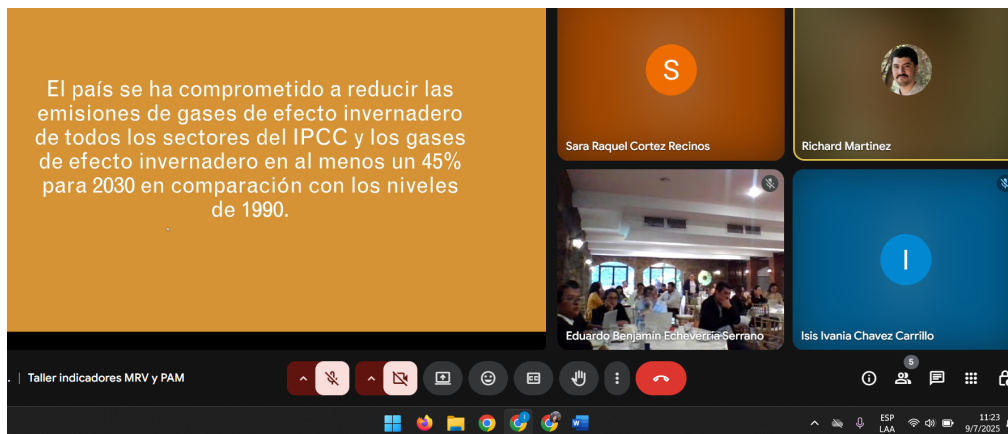 El país se ha comprometido a reducir las
emisiones de gases de efecto invernadero
de todos los sectores del IPCC y los gases
de efecto invernadero en al menos un 45%
para 2030 en comparación con los niveles
de 1990.
S
Sara Raquel Cortez Recinos
Richard Martinez
Eduardo Benjamin Echeverria Serrano
I
Isis Ivania Chavez Carrillo
. | Taller indicadores MRV y PAM
5
ESP
LAA
11:23
9/7/2025